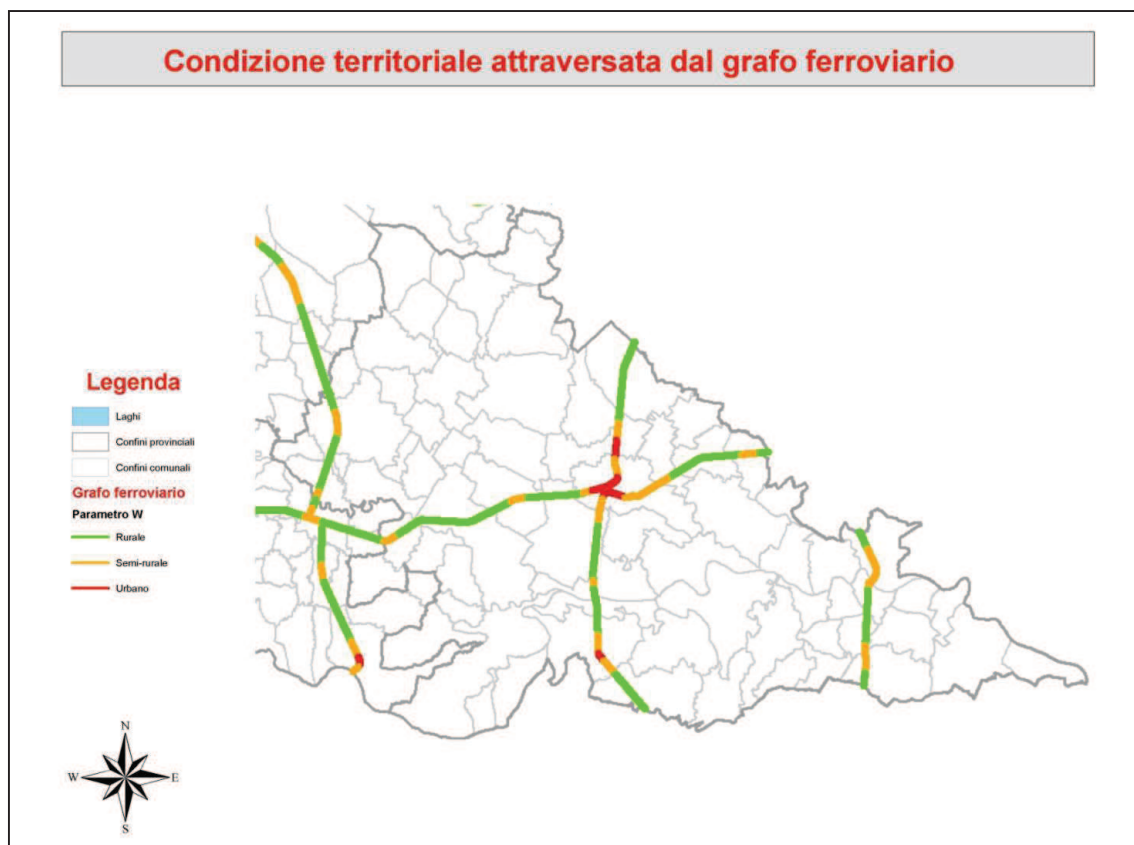 Condizione territoriale attraversata dal grafo ferroviario
Legenda
Laghi
Confini provinciali
Confini comunali
Grafo ferroviario
Parametro W
Rurale
Semi-rurale
Urbano
N
W E
S